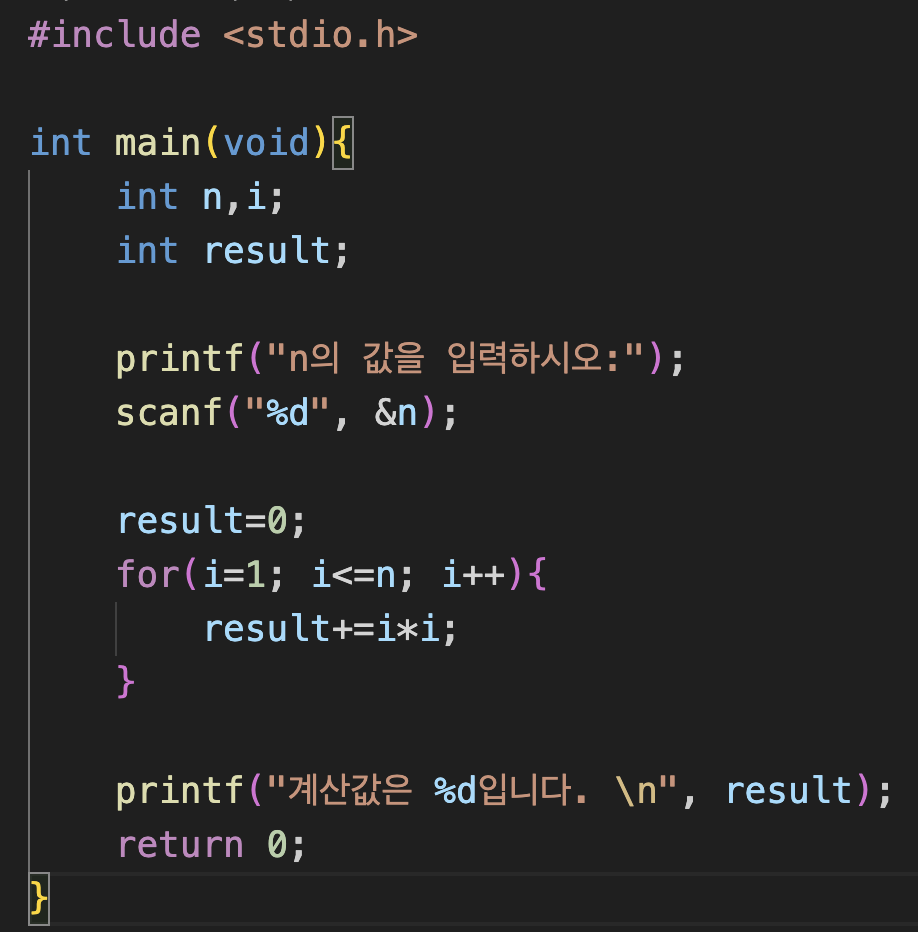 #include <stdio.h>
int main(void){
int n,i;
int result;
printf("n의 값을 입력하시오:");
scanf("%d", &n);
result=0;
for(i=1; i<=n; i++){
result+=i*i;
}
printf("계산값은 %d입니다. \n", result);
return 0;
}